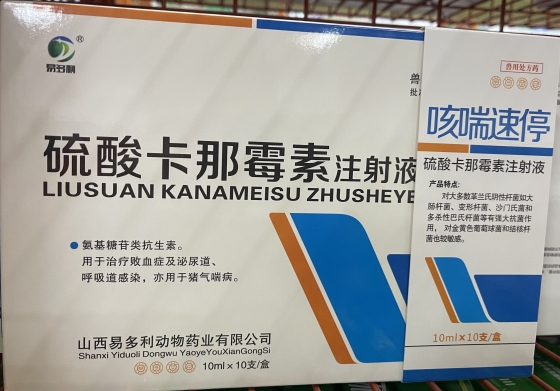 易多利®
兽
硫酸卡那霉素注射液
LIUSUAN KANAMEISU ZHUSHEYE
●氨基糖苷类抗生素。
用于治疗败血症及泌尿道、
呼吸道感染,亦用于猪气喘病。
山西易多利动物药业有限公司
Shanxi Yiduoli Dongwu YaoyeYouXianGongSi
10ml×10支/盒
兽用处方药
咳喘速停
硫酸卡那霉素注射液
产品特点:
对大多数革兰氏阴性杆菌如大
肠杆菌、变形杆菌、沙门氏菌和
多杀性巴氏杆菌等有强大抗菌作
用, 对金黄色葡萄球菌和结核杆
菌也较敏感。
10ml×10支/盒